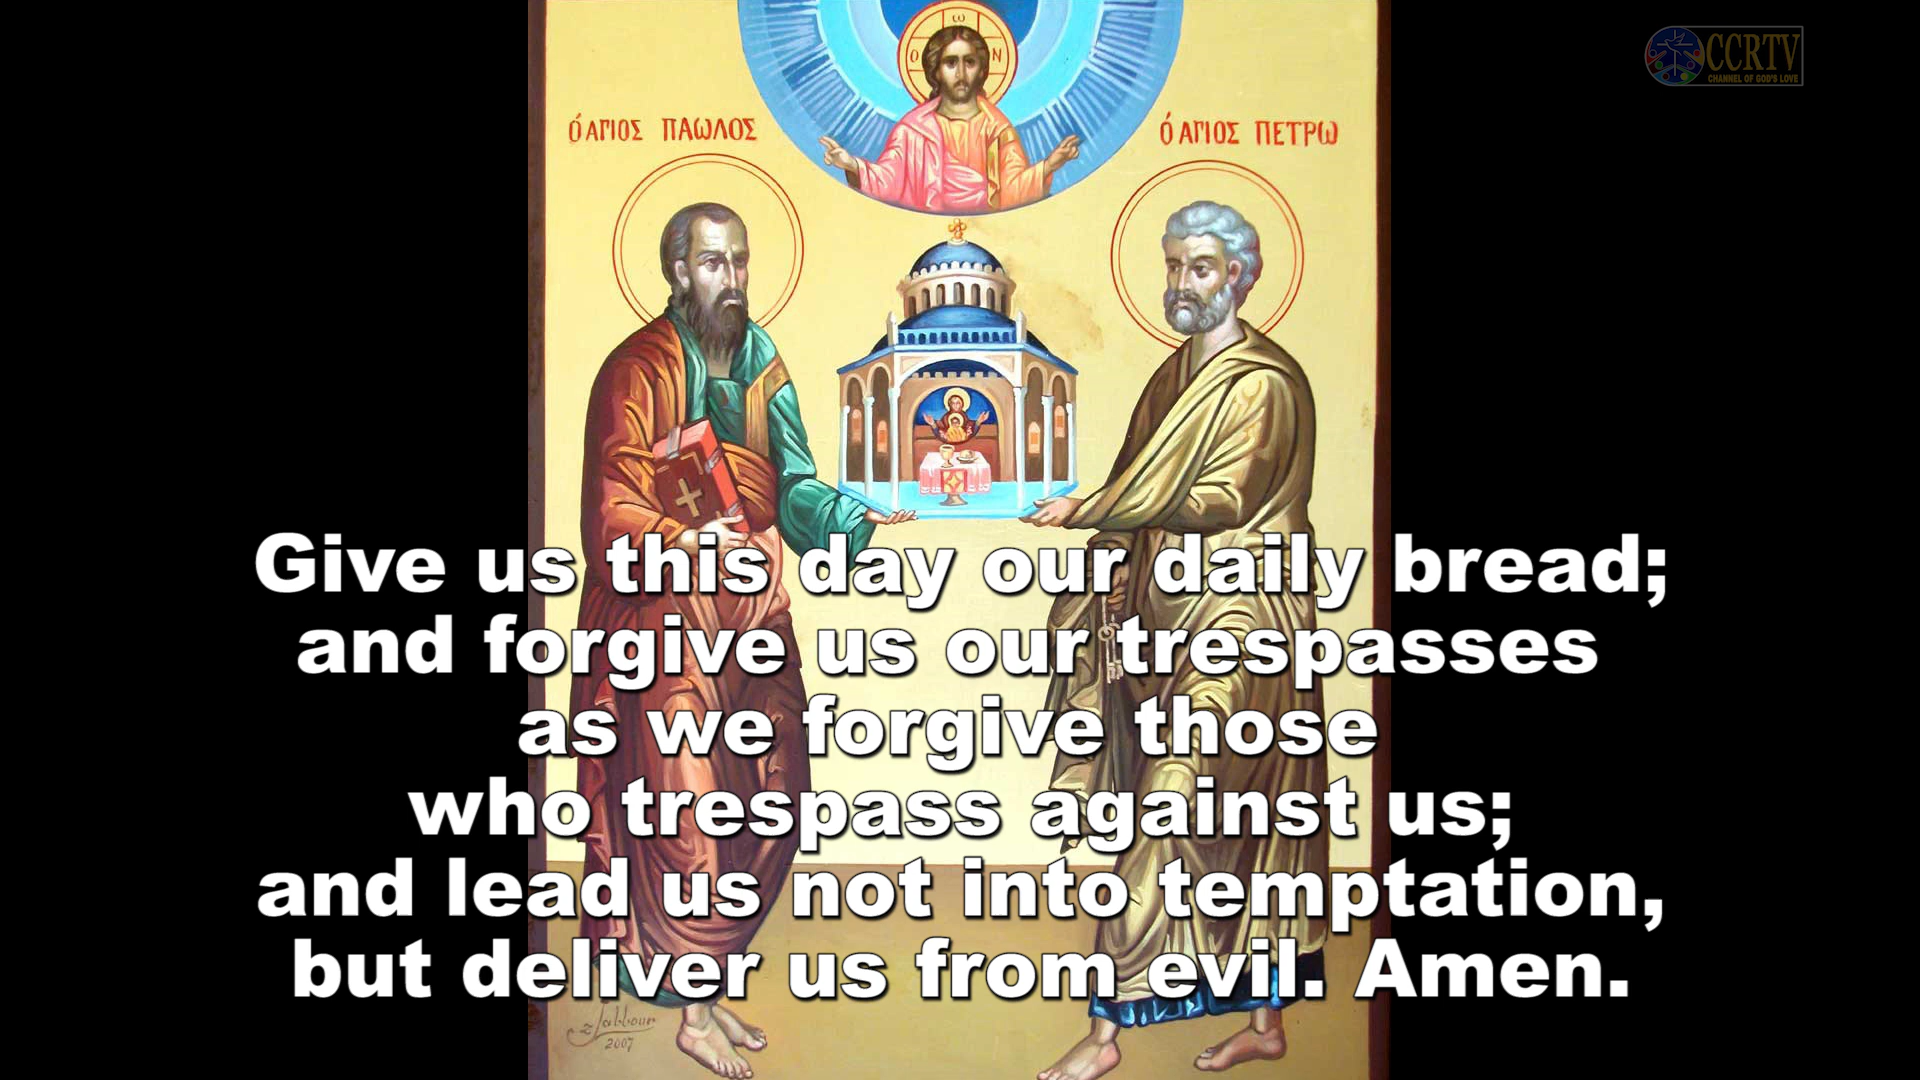 CCRTV
CHANNEL OF GOD'S LOVE
ω
Ο Ν
Ὁ ΑΓΙΟΣ ΠΑΩΛΟΣ
Ὁ ΑΓΙΟΣ ΠΕΤΡΩ
Give us this day our daily bread;
and forgive us our trespasses
as we forgive those
who trespass against us;
and lead us not into temptation,
but deliver us from evil. Amen.
Jabbour
2007